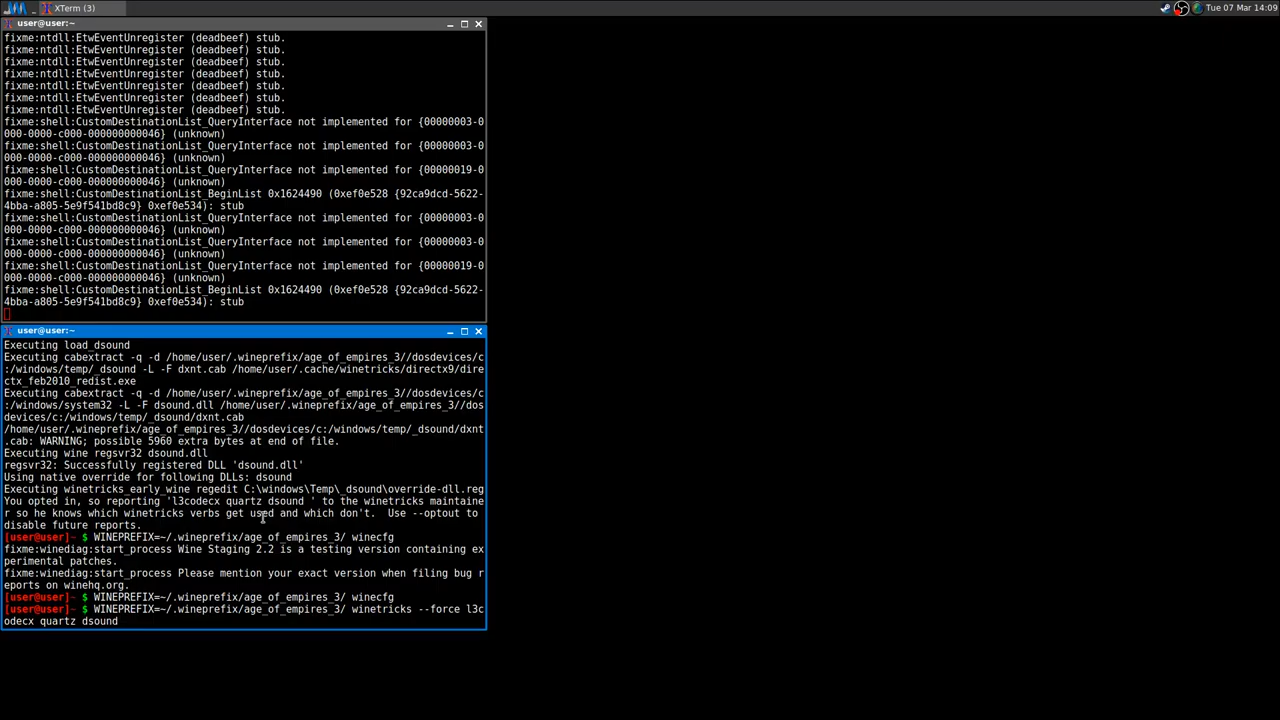 XTerm (3)
Tue 07 Mar 14:09
user@user:~
fixme:ntdll:EtwEventUnregister (deadbeef) stub.
fixme:ntdll:EtwEventUnregister (deadbeef) stub.
fixme:ntdll:EtwEventUnregister (deadbeef) stub.
fixme:ntdll:EtwEventUnregister (deadbeef) stub.
fixme:ntdll:EtwEventUnregister (deadbeef) stub.
fixme:ntdll:EtwEventUnregister (deadbeef) stub.
fixme:ntdll:EtwEventUnregister (deadbeef) stub.
fixme:shell:CustomDestinationList_QueryInterface not implemented for {00000003-0
000-0000-c000-000000000046} (unknown)
fixme:shell:CustomDestinationList_QueryInterface not implemented for {00000003-0
000-0000-c000-000000000046} (unknown)
fixme:shell:CustomDestinationList_QueryInterface not implemented for {00000019-0
000-0000-c000-000000000046} (unknown)
fixme:shell:CustomDestinationList_BeginList 0x1624490 (0xef0e528 {92ca9dcd-5622-
4bba-a805-5e9f541bd8c9} 0xef0e534): stub
fixme:shell:CustomDestinationList_QueryInterface not implemented for {00000003-0
000-0000-c000-000000000046} (unknown)
fixme:shell:CustomDestinationList_QueryInterface not implemented for {00000003-0
000-0000-c000-000000000046} (unknown)
fixme:shell:CustomDestinationList_QueryInterface not implemented for {00000019-0
000-0000-c000-000000000046} (unknown)
fixme:shell:CustomDestinationList_BeginList 0x1624490 (0xef0e528 {92ca9dcd-5622-
4bba-a805-5e9f541bd8c9} 0xef0e534): stub
user@user:~
Executing load_dsound
Executing cabextract -q -d /home/user/.wineprefix/age_of_empires_3//dosdevices/c
:/windows/temp/_dsound -L -F dxnt.cab /home/user/.cache/winetricks/directx9/dire
ctx_feb2010_redist.exe
Executing cabextract -q -d /home/user/.wineprefix/age_of_empires_3//dosdevices/c
:/windows/system32 -L -F dsound.dll /home/user/.wineprefix/age_of_empires_3//dos
devices/c:/windows/temp/_dsound/dxnt.cab
/home/user/.wineprefix/age_of_empires_3//dosdevices/c:/windows/temp/_dsound/dxnt
.cab: WARNING; possible 5960 extra bytes at end of file.
Executing wine regsvr32 dsound.dll
regsvr32: Successfully registered DLL 'dsound.dll'
Using native override for following DLLs: dsound
Executing winetricks_early_wine regedit C:\windows\Temp\_dsound\override-dll.reg
You opted in, so reporting 'l3codecx quartz dsound ' to the winetricks maintaine
r so he knows which winetricks verbs get used and which don't.  Use --optout to
disable future reports.
[user@user]~ $ WINEPREFIX=~/.wineprefix/age_of_empires_3/ winecfg
fixme:winediag:start_process Wine Staging 2.2 is a testing version containing ex
perimental patches.
fixme:winediag:start_process Please mention your exact version when filing bug r
eports on winehq.org.
[user@user]~ $ WINEPREFIX=~/.wineprefix/age_of_empires_3/ winecfg
[user@user]~ $ WINEPREFIX=~/.wineprefix/age_of_empires_3/ winetricks --force l3c
odecx quartz dsound